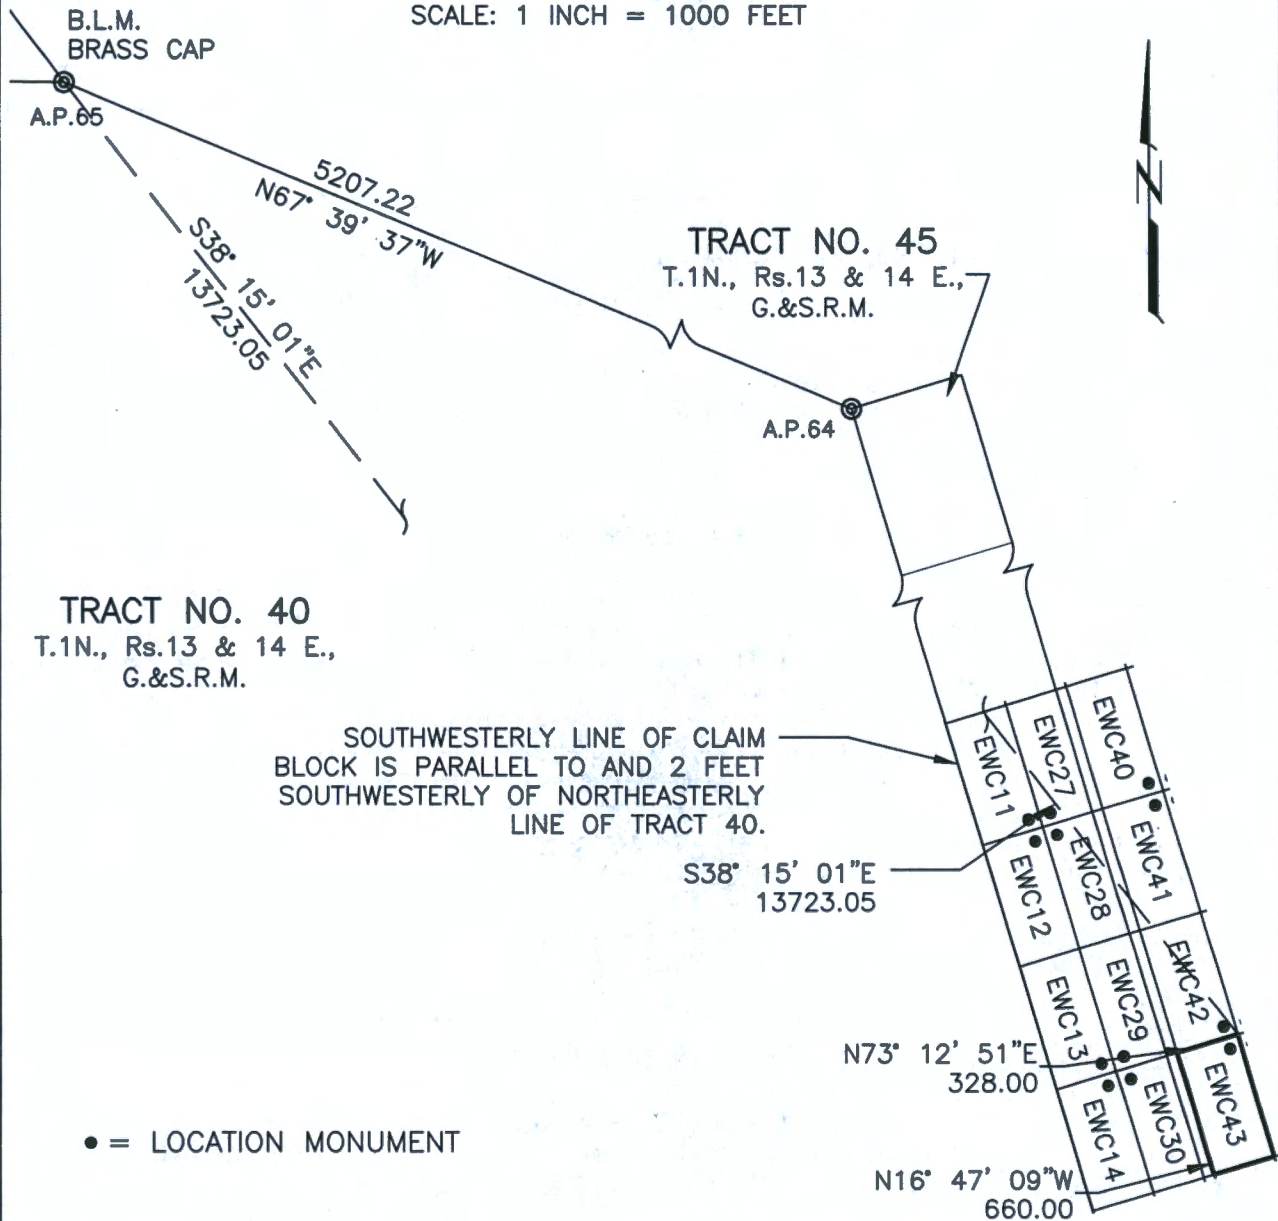 SCALE: 1 INCH = 1000 FEET
B.L.M.
BRASS CAP
A.P.65
5207.22
N67° 39' 37"W
S38° 15' 01"E
13723.05
N
TRACT NO. 45
T.1N., Rs.13 & 14 E.,
G.&S.R.M.
A.P.64
TRACT NO. 40
T.1N., Rs.13 & 14 E.,
G.&S.R.M.
SOUTHWESTERLY LINE OF CLAIM
BLOCK IS PARALLEL TO AND 2 FEET
SOUTHWESTERLY OF NORTHEASTERLY
LINE OF TRACT 40.
S38° 15' 01"E
13723.05
EWC11
EWC27
EWC40
EWC12
EWC28
EWC41
EWC13
EWC29
EWC42
EWC14
EWC30
EWC43
N73° 12' 51"E
328.00
N16° 47' 09"W
660.00
● = LOCATION MONUMENT